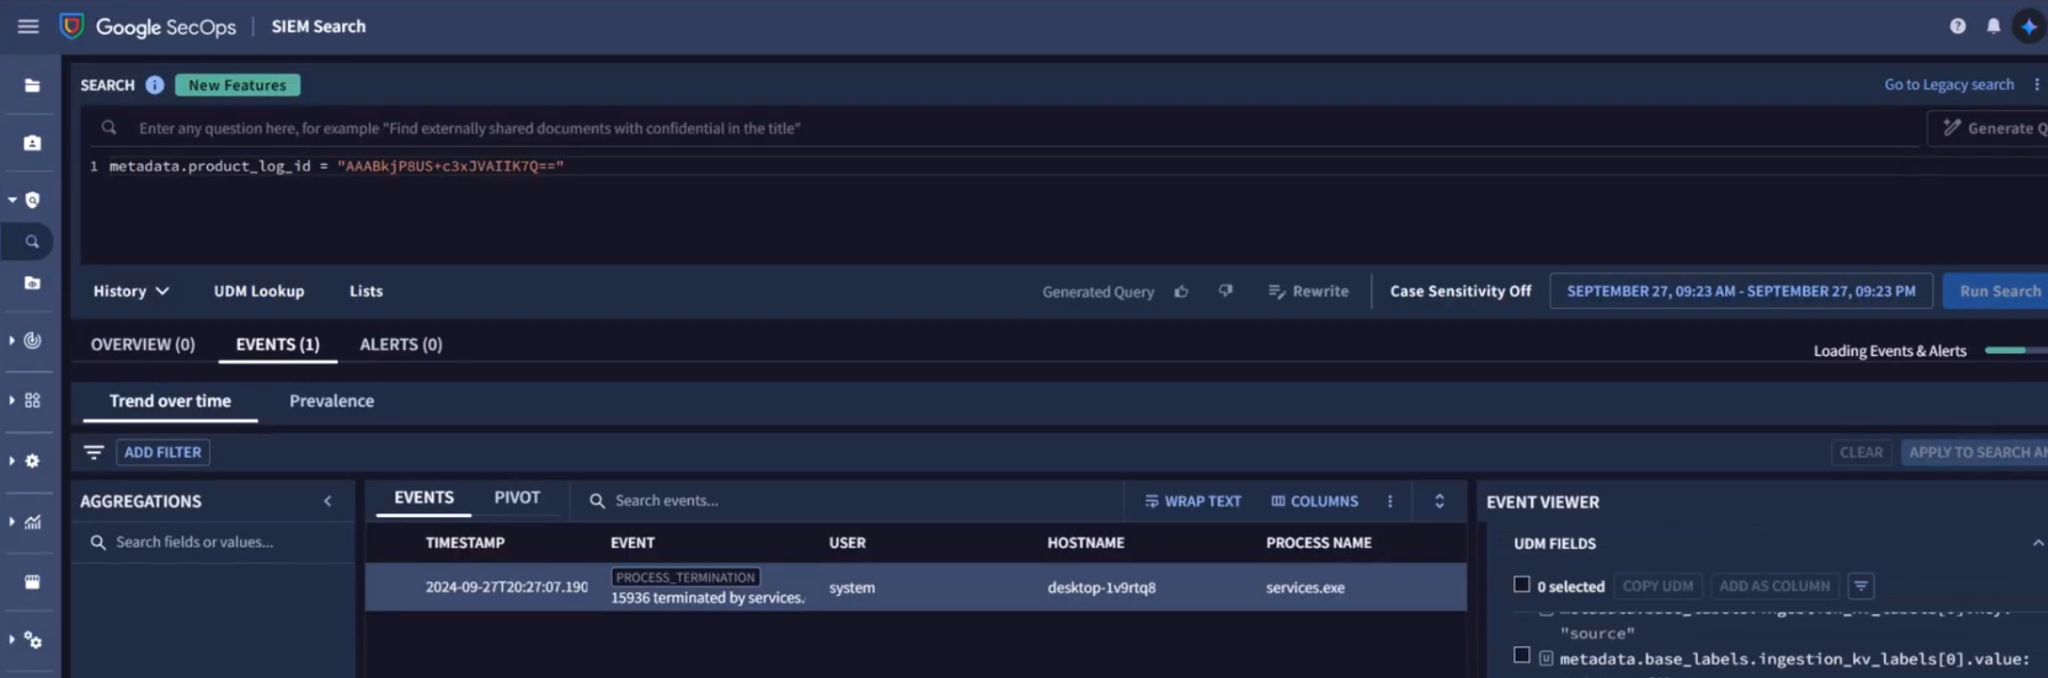 Google SecOps | SIEM Search
SEARCH New Features Go to Legacy search
Enter any question here, for example "Find externally shared documents with confidential in the title" Generate Q
1 metadata.product_log_id = "AAABkjP8US+c3xJVAIIK7Q=="
History UDM Lookup Lists Generated Query Rewrite Case Sensitivity Off SEPTEMBER 27, 09:23 AM - SEPTEMBER 27, 09:23 PM Run Search
OVERVIEW (0) EVENTS (1) ALERTS (0) Loading Events & Alerts
Trend over time Prevalence
ADD FILTER CLEAR APPLY TO SEARCH AN
AGGREGATIONS EVENTS PIVOT Search events... WRAP TEXT COLUMNS EVENT VIEWER
Search fields or values... TIMESTAMP EVENT USER HOSTNAME PROCESS NAME UDM FIELDS
PROCESS_TERMINATION
2024-09-27T20:27:07.190 15936 terminated by services. system desktop-1v9rtq8 services.exe 0 selected COPY UDM ADD AS COLUMN
"source"
U metadata.base_labels.ingestion_kv_labels[0].value: